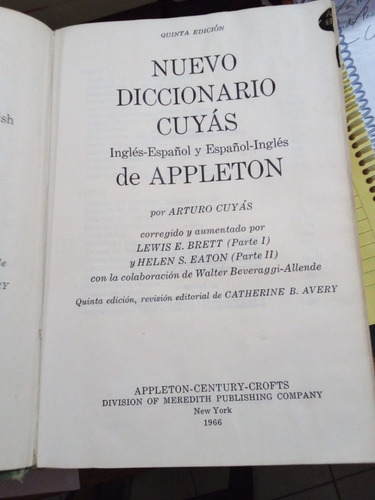 QUINTA EDICIÓN
NUEVO
DICCIONARIO
CUYÁS
Inglés-Español y Español-Inglés
de APPLETON
por ARTURO CUYÁS
corregido y aumentado por
LEWIS E. BRETT (Parte I)
y HELEN S. EATON (Parte II)
con la colaboración de Walter Beveraggi-Allende
Quinta edición, revisión editorial de CATHERINE B. AVERY
APPLETON-CENTURY-CROFTS
DIVISION OF MEREDITH PUBLISHING COMPANY
New York
1966